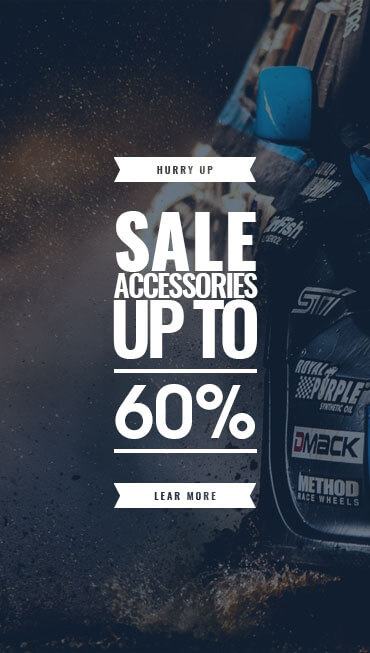 HURRY UP
SALE
ACCESSORIES
UP TO
60%
LEAR MORE
STI
ROYAL
PURPLE
SYNTHETIC OIL
DMACK
METHOD
RACE WHEELS